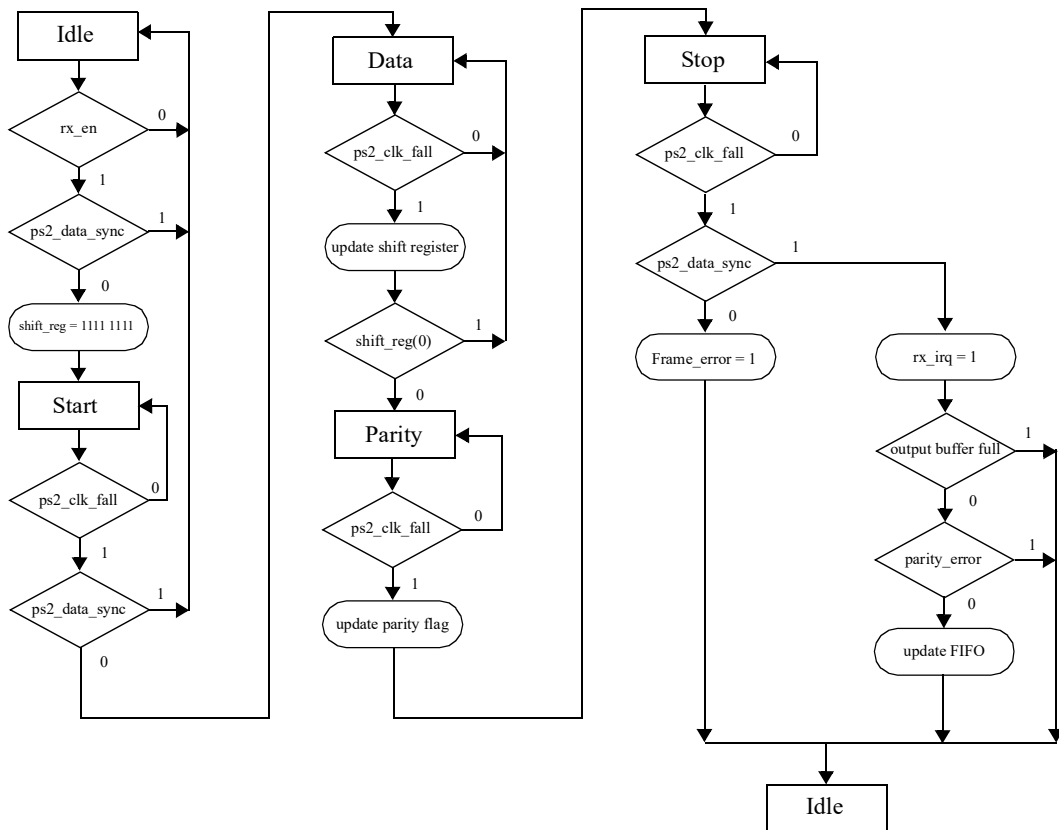 Idle
rx_en
0
1
ps2_data_sync
1
0
shift_reg = 1111 1111
Start
ps2_clk_fall
0
1
ps2_data_sync
1
0
Data
ps2_clk_fall
0
1
update shift register
shift_reg(0)
1
0
Parity
ps2_clk_fall
0
1
update parity flag
Stop
ps2_clk_fall
0
1
ps2_data_sync
1
0
Frame_error = 1
rx_irq = 1
output buffer full
1
0
parity_error
1
0
update FIFO
Idle